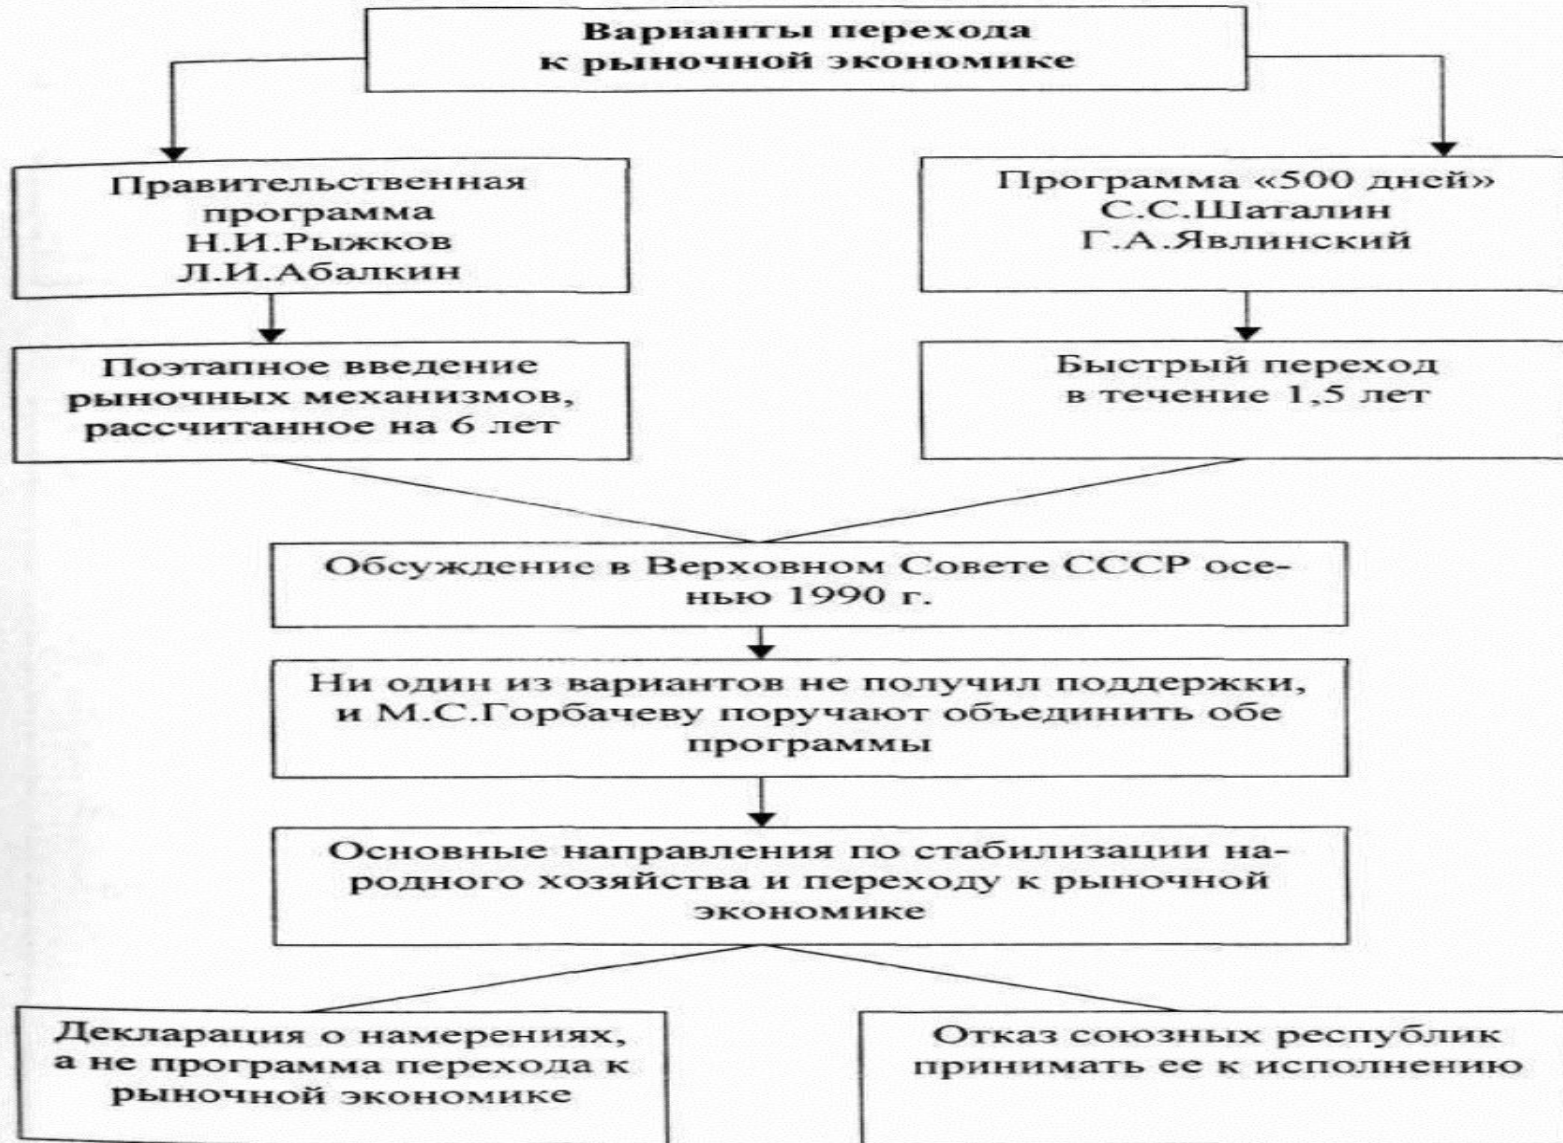 Варианты перехода
к рыночной экономике
Правительственная
программа
Н.И.Рыжков
Л.И.Абалкин
Программа «500 дней»
С.С.Шаталин
Г.А.Явлинский
Поэтапное введение
рыночных механизмов,
рассчитанное на 6 лет
Быстрый переход
в течение 1,5 лет
Обсуждение в Верховном Совете СССР осе-
нью 1990 г.
Ни один из вариантов не получил поддержки,
и М.С.Горбачеву поручают объединить обе
программы
Основные направления по стабилизации на-
родного хозяйства и переходу к рыночной
экономике
Декларация о намерениях,
а не программа перехода к
рыночной экономике
Отказ союзных республик
принимать ее к исполнению